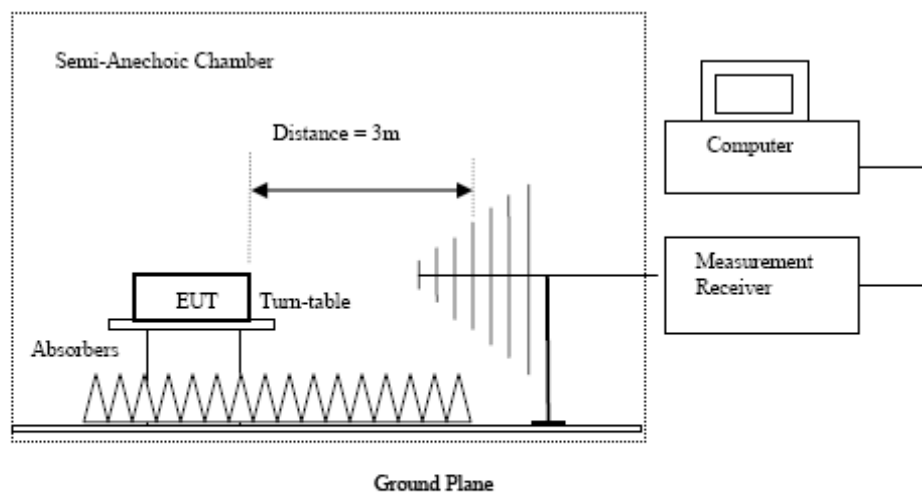 Semi-Anechoic Chamber
Distance = 3m
Computer
Measurement
Receiver
EUT
Turn-table
Absorbers
Ground Plane